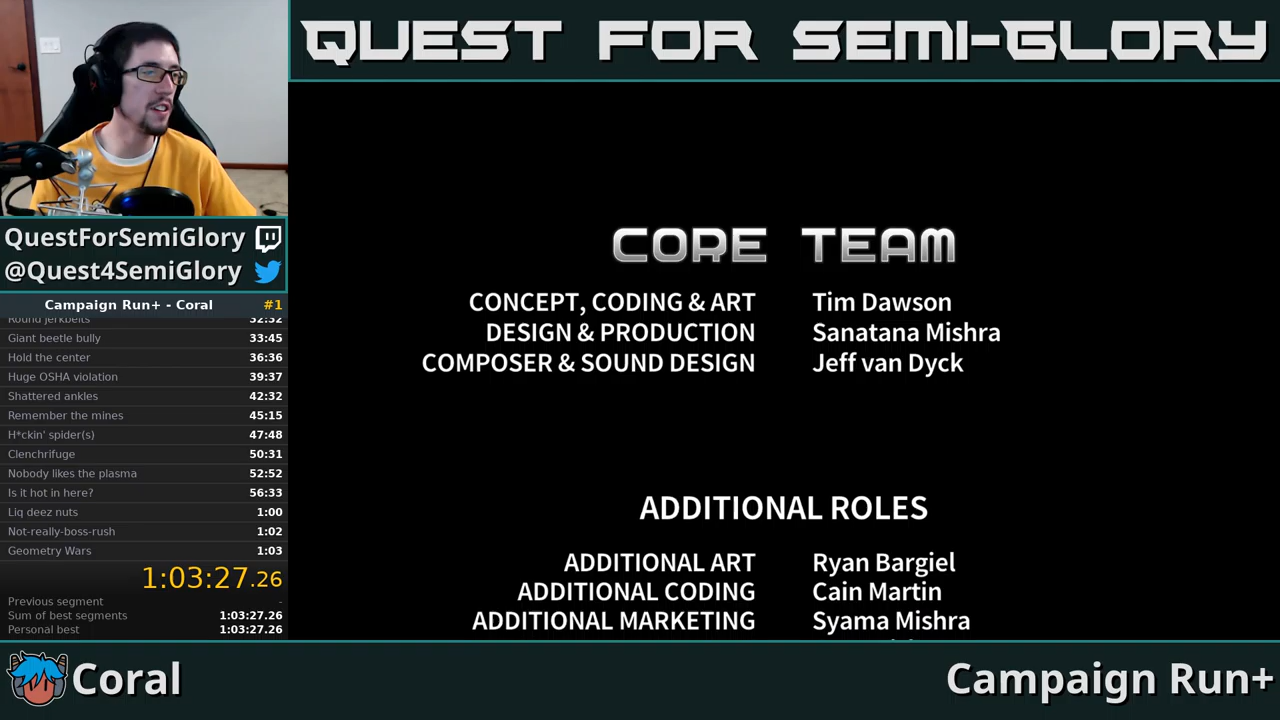 QUEST FOR SEMI-GLORY
QuestForSemiGlory
@Quest4SemiGlory
Campaign Run+ - Coral #1
Round jerkbelts 32:32
Giant beetle bully 33:45
Hold the center 36:36
Huge OSHA violation 39:37
Shattered ankles 42:32
Remember the mines 45:15
H*ckin' spider(s) 47:48
Clenchrifuge 50:31
Nobody likes the plasma 52:52
Is it hot in here? 56:33
Liq deez nuts 1:00
Not-really-boss-rush 1:02
Geometry Wars 1:03
1:03:27.26
Previous segment -
Sum of best segments 1:03:27.26
Personal best 1:03:27.26
CORE TEAM
CONCEPT, CODING & ART Tim Dawson
DESIGN & PRODUCTION Sanatana Mishra
COMPOSER & SOUND DESIGN Jeff van Dyck
ADDITIONAL ROLES
ADDITIONAL ART Ryan Bargiel
ADDITIONAL CODING Cain Martin
ADDITIONAL MARKETING Syama Mishra
Coral
Campaign Run+